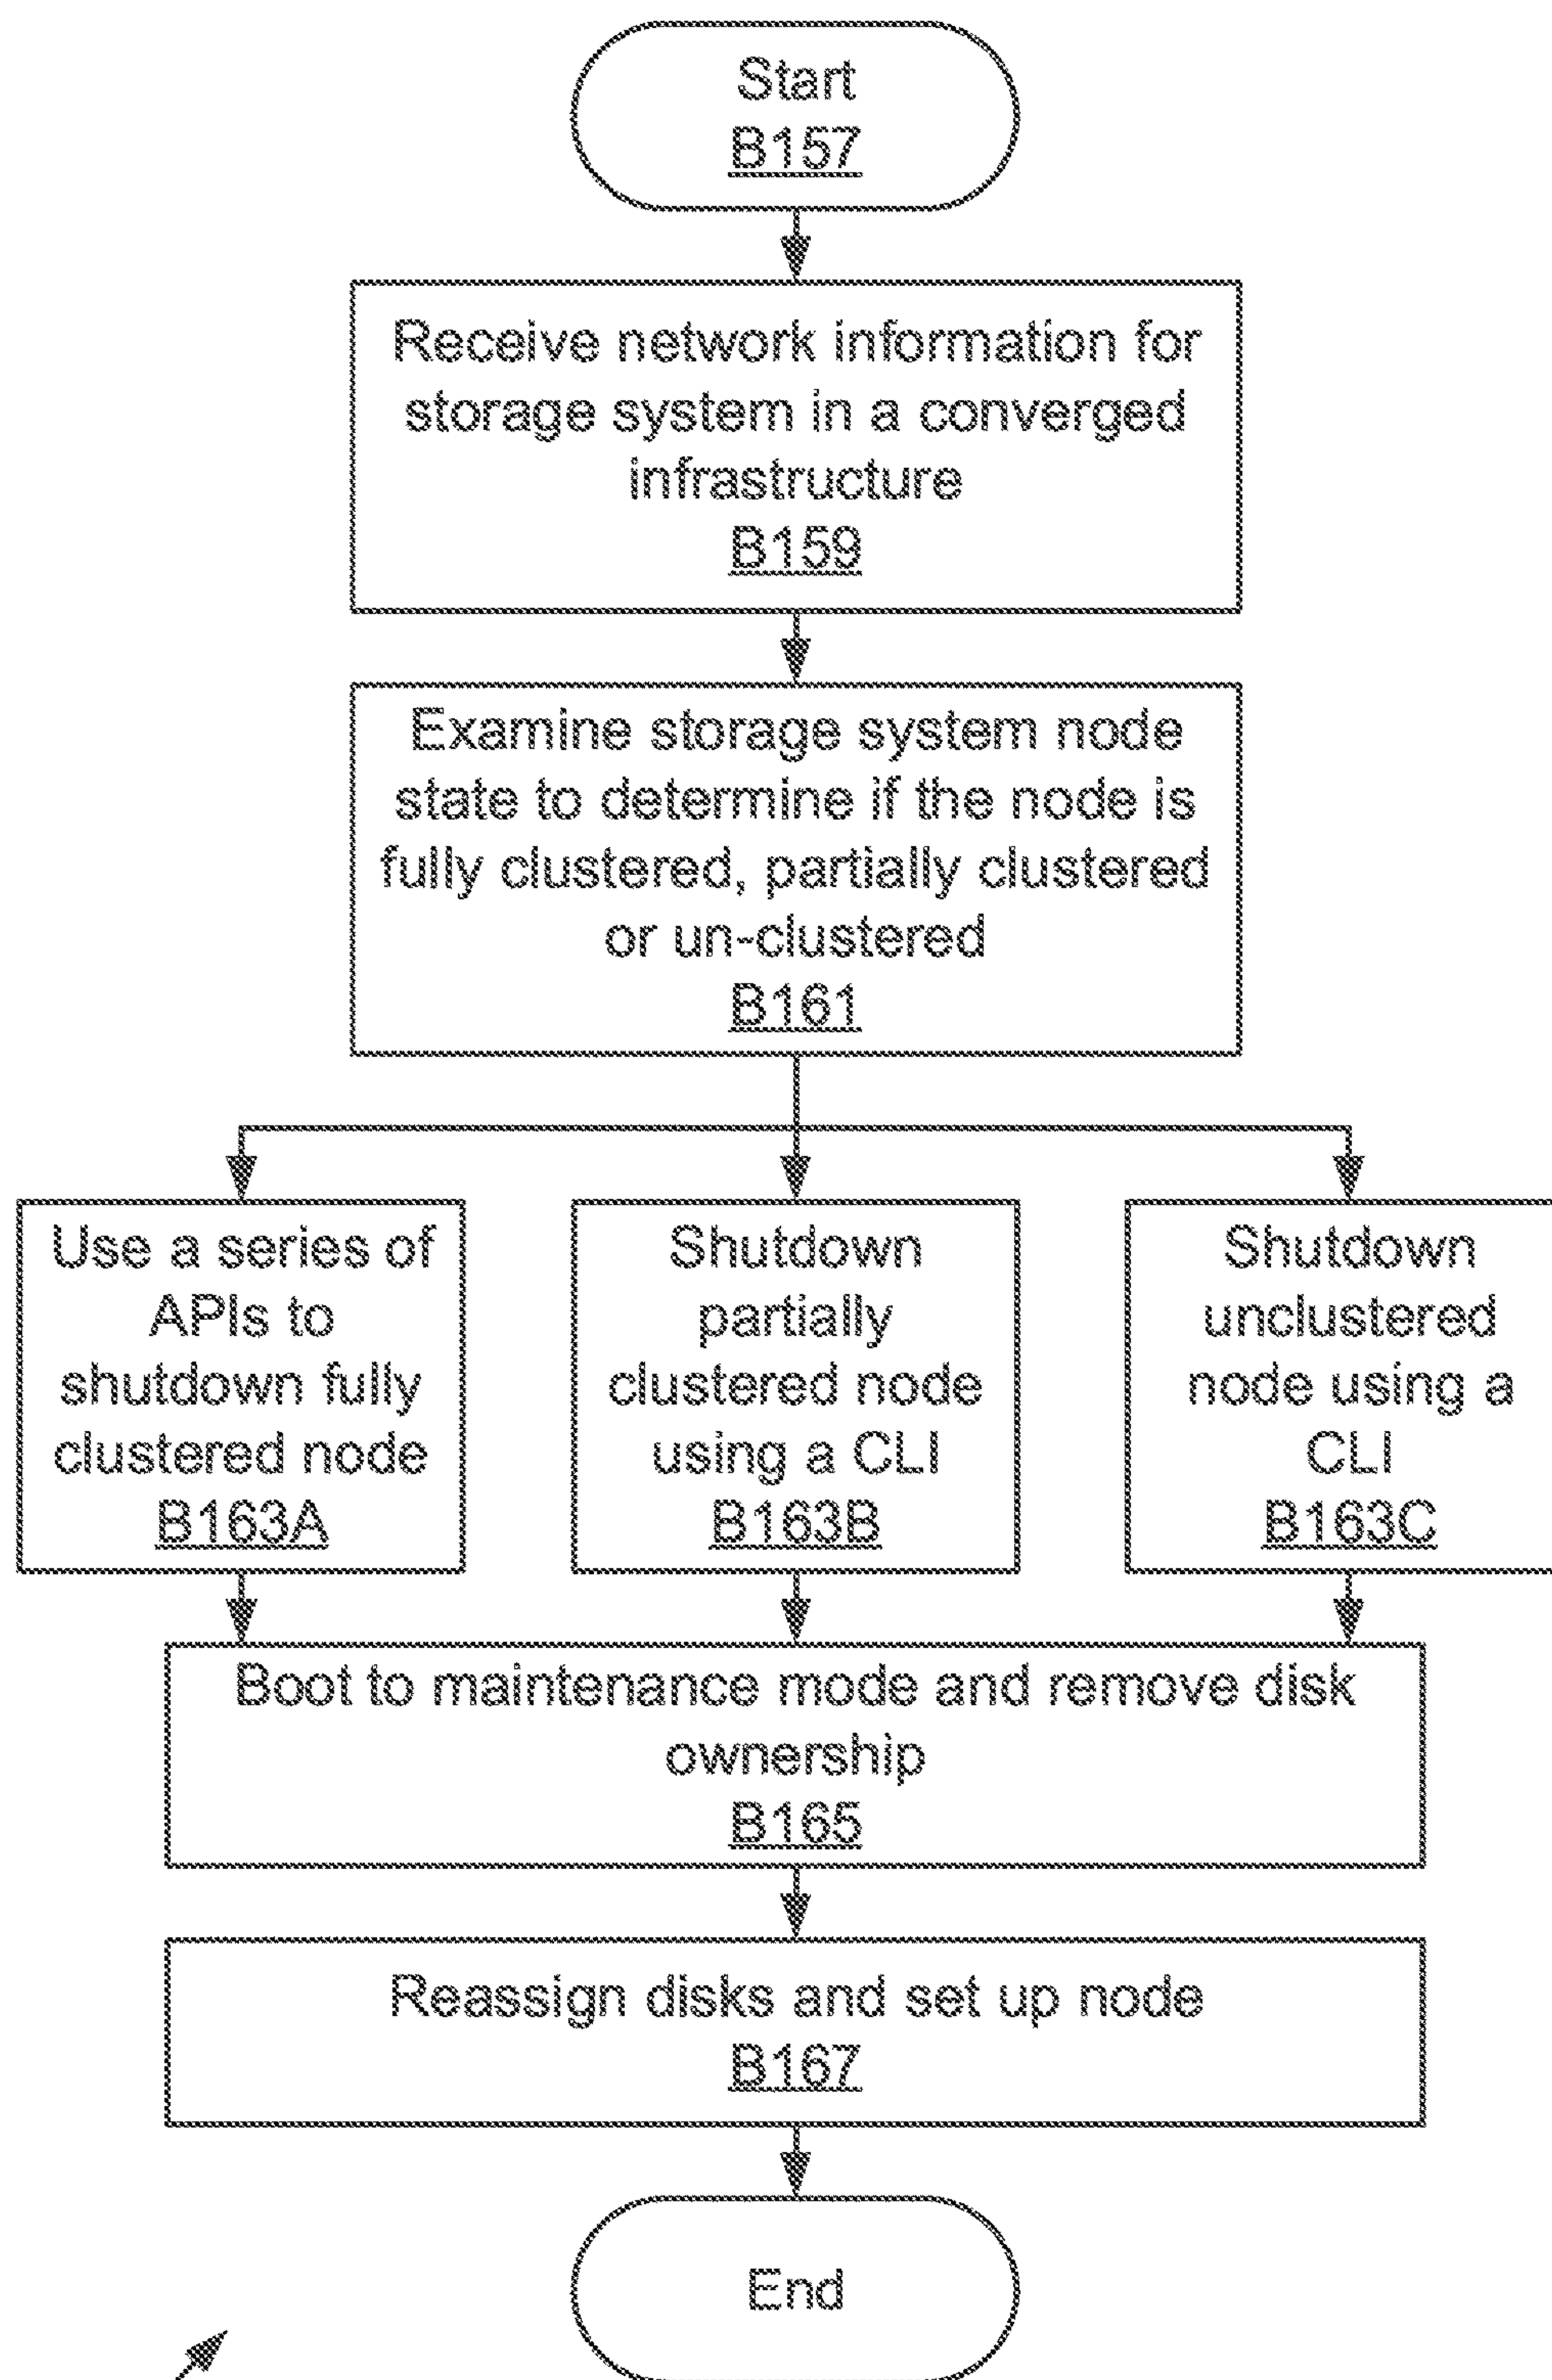 Start
B157
Receive network information for
storage system in a converged
infrastructure
B159
Examine storage system node
state to determine if the node is
fully clustered, partially clustered
or un-clustered
B161
Use a series of
APIs to
shutdown fully
clustered node
B163A
Shutdown
partially
clustered node
using a CLI
B163B
Shutdown
unclustered
node using a
CLI
B163C
Boot to maintenance mode and remove disk
ownership
B165
Reassign disks and set up node
B167
End